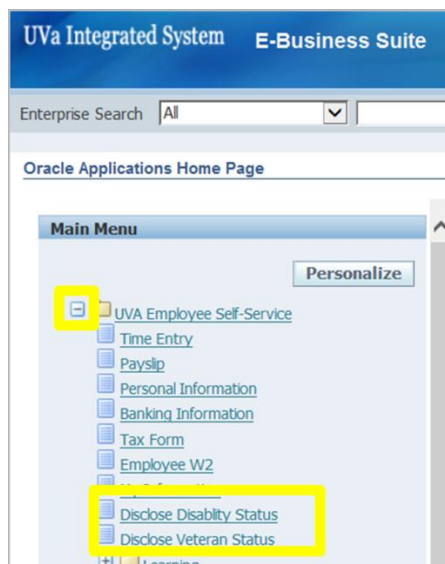 UVa Integrated System E-Business Suite
Enterprise Search All
Oracle Applications Home Page
Main Menu
Personalize
UVA Employee Self-Service
Time Entry
Payslip
Personal Information
Banking Information
Tax Form
Employee W2
Disclose Disablity Status
Disclose Veteran Status